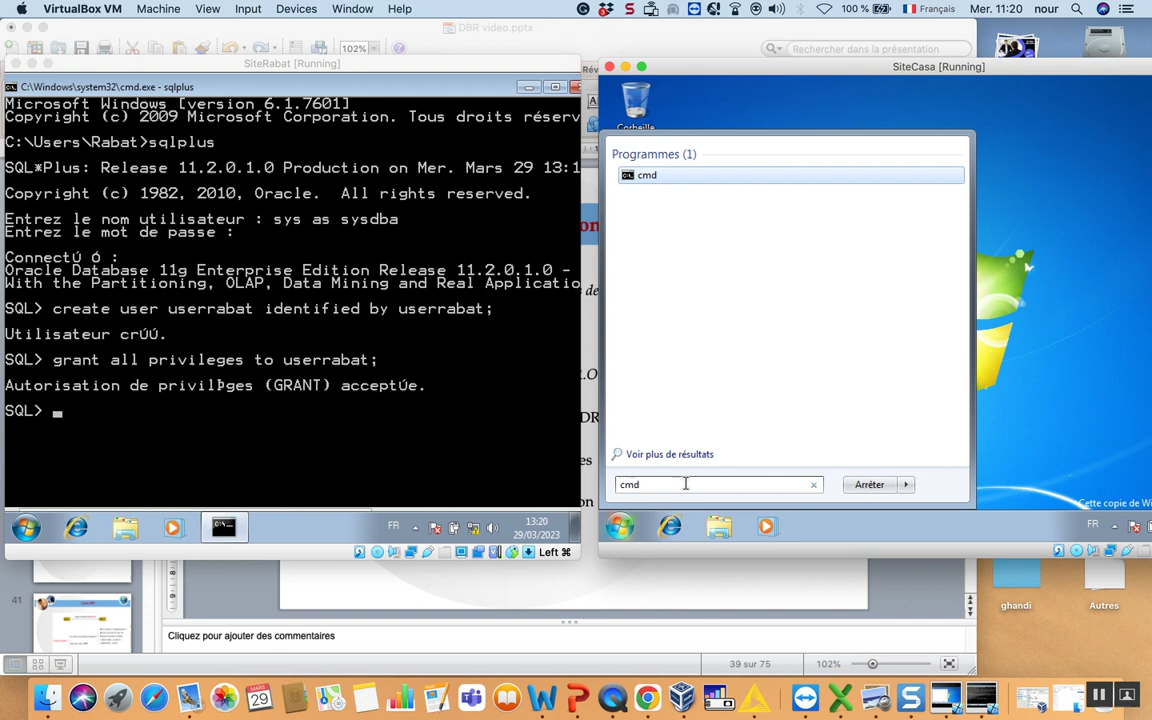 VirtualBox VM Machine View Input Devices Window Help
100 % Français Mer. 11:20 nour
DBR video.pptx
102%
Rechercher dans la présentation
SiteRabat [Running]
C:\Windows\system32\cmd.exe - sqlplus
Microsoft Windows [version 6.1.7601]
Copyright (c) 2009 Microsoft Corporation. Tous droits réserv
C:\Users\Rabat>sqlplus
SQL*Plus: Release 11.2.0.1.0 Production on Mer. Mars 29 13:1
Copyright (c) 1982, 2010, Oracle. All rights reserved.
Entrez le nom utilisateur : sys as sysdba
Entrez le mot de passe :
Connectú ó :
Oracle Database 11g Enterprise Edition Release 11.2.0.1.0 -
With the Partitioning, OLAP, Data Mining and Real Applicatio
SQL> create user userrabat identified by userrabat;
Utilisateur crúú.
SQL> grant all privileges to userrabat;
Autorisation de privilÞges (GRANT) acceptúe.
SQL>
FR
13:20
29/03/2023
Left ⌘
SiteCasa [Running]
Corbeille
Programmes (1)
cmd
Voir plus de résultats
cmd
Arrêter
Cette copie de Wi
FR
41
Cliquez pour ajouter des commentaires
39 sur 75
102%
ghandi
Autres